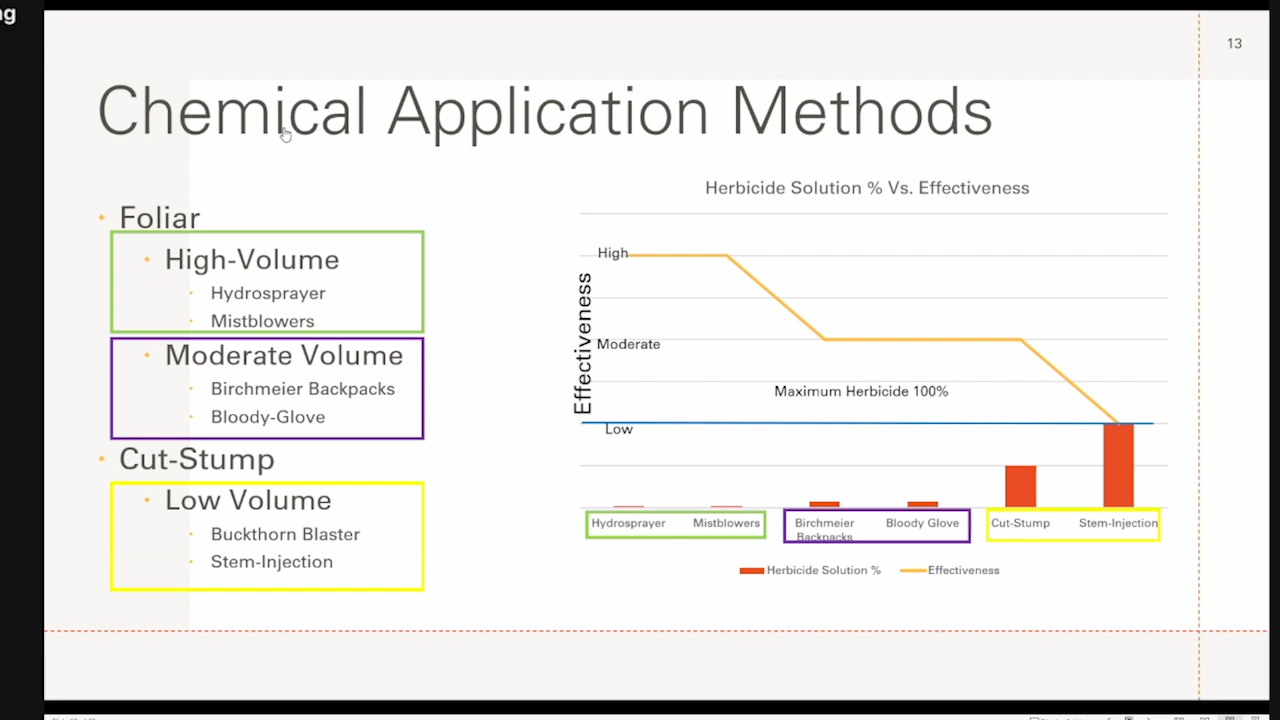 ng
13
Chemical Application Methods
Foliar
High-Volume
Hydrosprayer
Mistblowers
Moderate Volume
Birchmeier Backpacks
Bloody-Glove
Cut-Stump
Low Volume
Buckthorn Blaster
Stem-Injection
Herbicide Solution % Vs. Effectiveness
High
Effectiveness
Moderate
Maximum Herbicide 100%
Low
Hydrosprayer Mistblowers Birchmeier Backpacks Bloody Glove Cut-Stump Stem-Injection
Herbicide Solution % Effectiveness